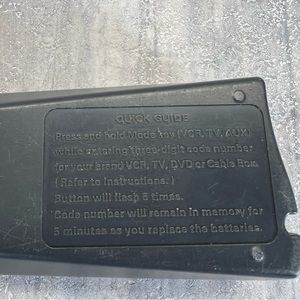 QUICK GUIDE
Press and hold Mode key (VCR, TV, AUX)
while entering three-digit code number
for your brand VCR, TV, DVD or Cable Box.
( Refer to Instructions. )
Button will flash 5 times.
Code number will remain in memory for
5 minutes as you replace the batteries.